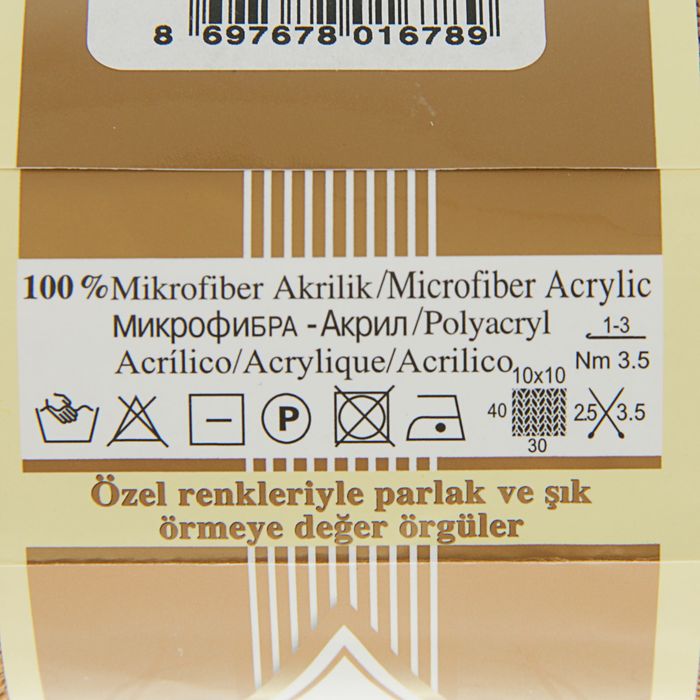 8 697678 016789
100 % Mikrofiber Akrilik/Microfiber Acrylic
МИКРОФИБРА - АКРИЛ/Polyacryl
Acrílico/Acrylique/Acrilico
1-3
Nm 3.5
P
10x10
40
30
2.5 3.5
Özel renkleriyle parlak ve şık
örmeye değer örgüler